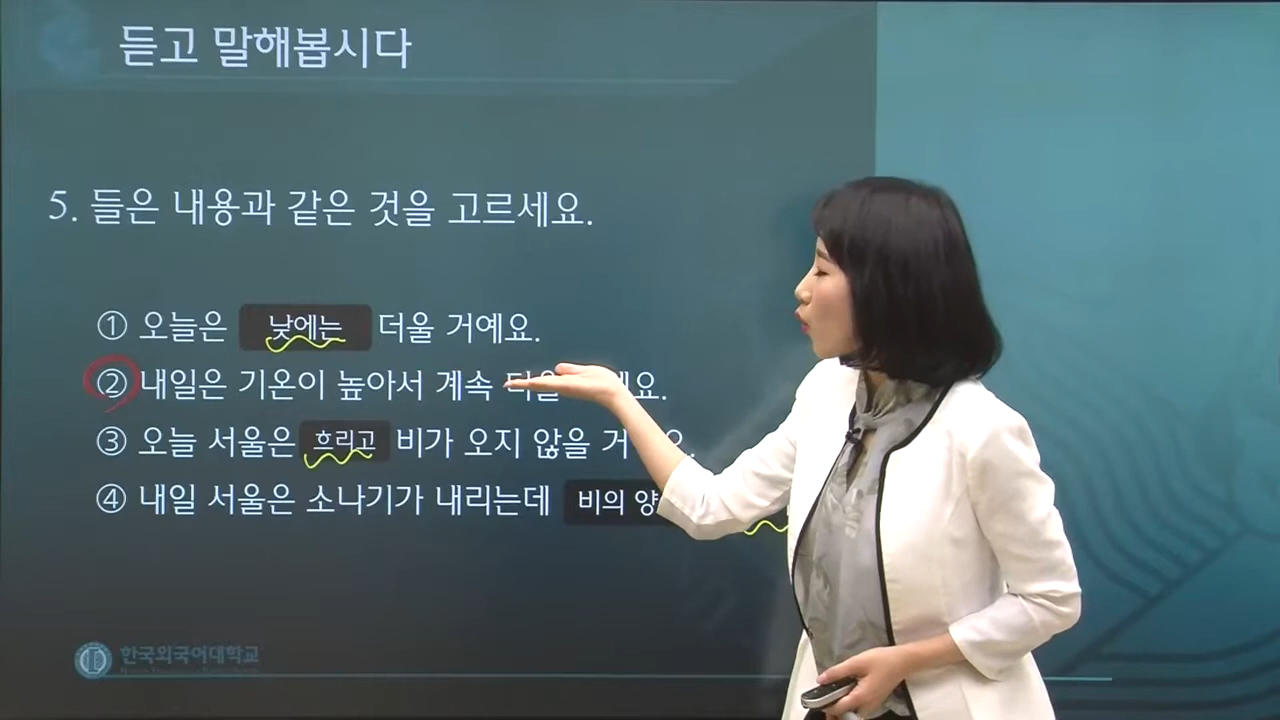 듣고 말해봅시다
5. 들은 내용과 같은 것을 고르세요.
① 오늘은 낮에는 더울 거예요.
② 내일은 기온이 높아서 계속
③ 오늘 서울은 흐리고 비가 오지 않을
④ 내일 서울은 소나기가 내리는데 비의
한국외국어대학교